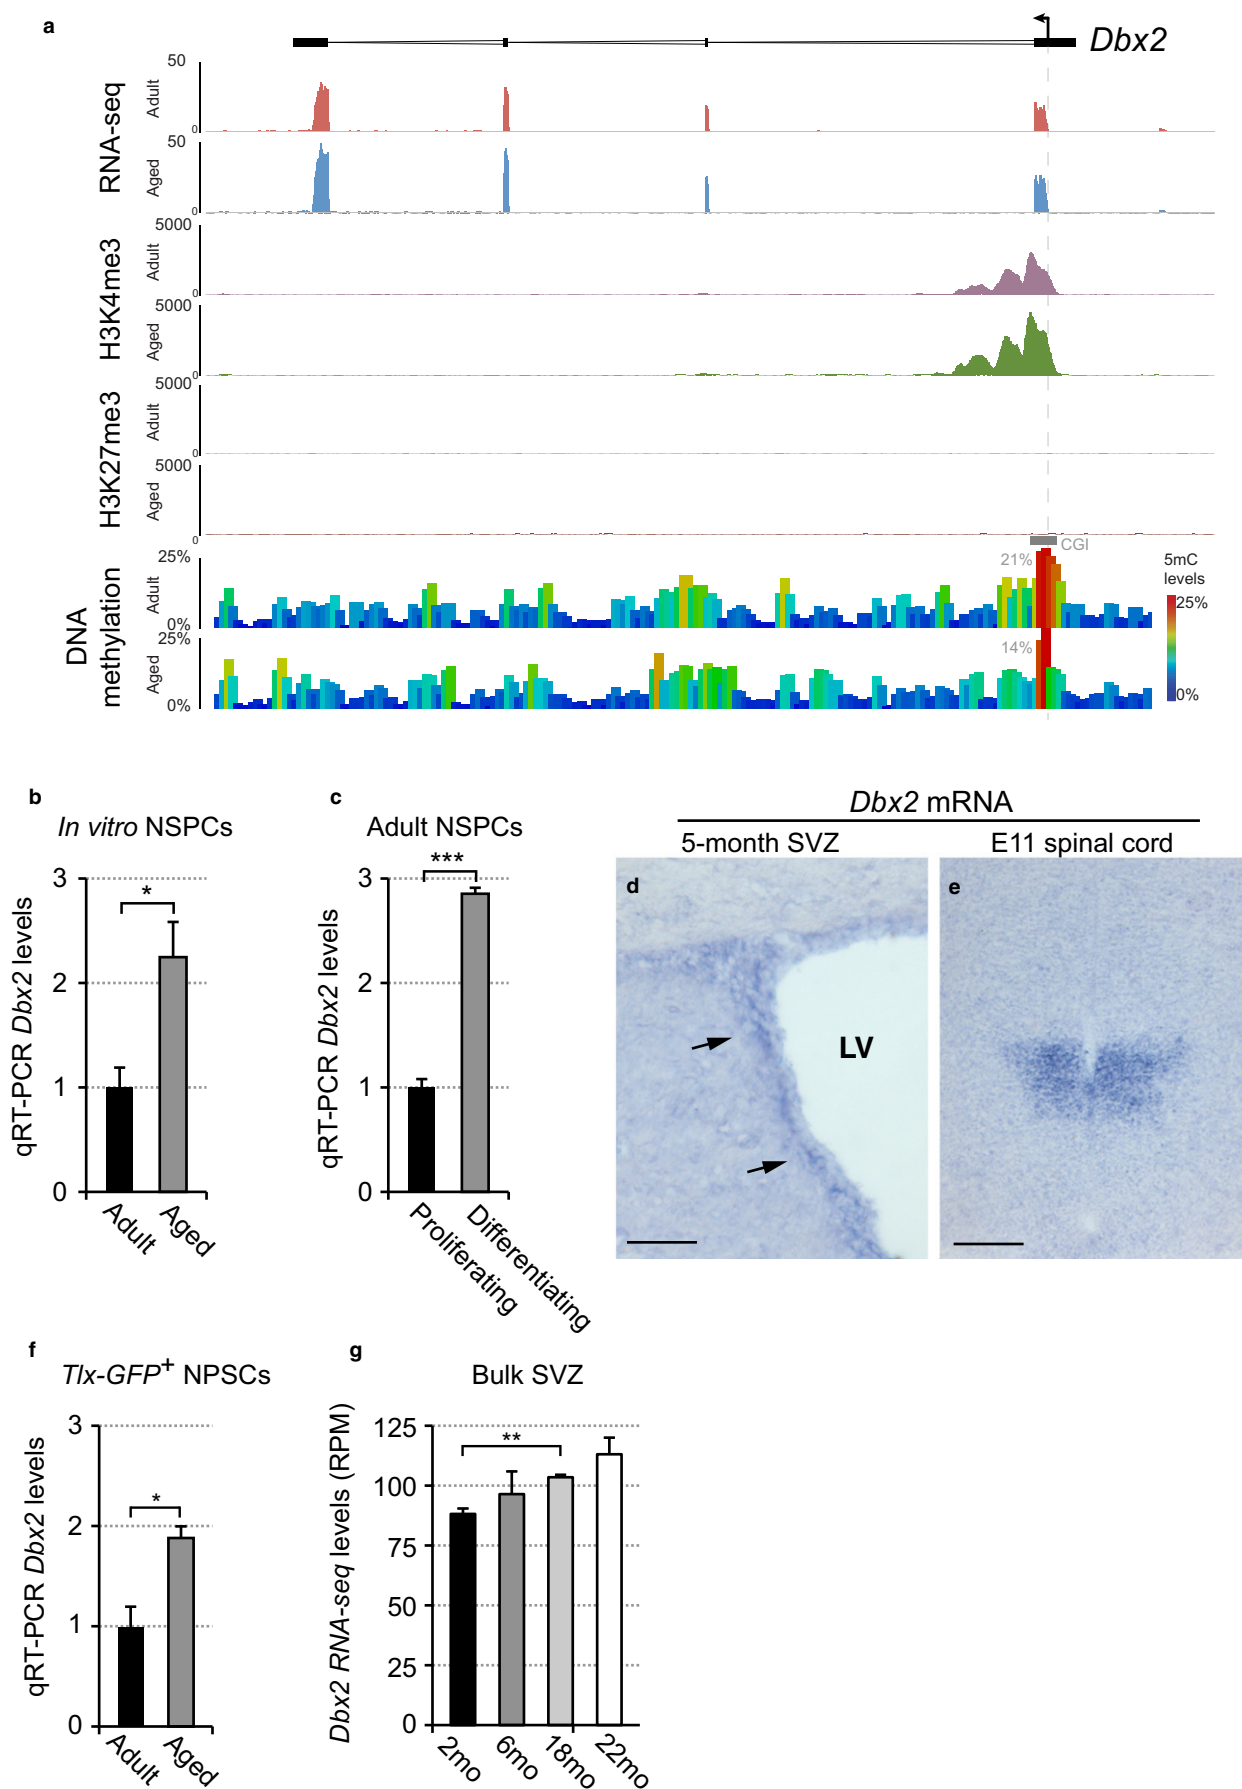 a
Dbx2
RNA-seq
Adult
50
0
Aged
50
0
H3K4me3
Adult
5000
0
Aged
5000
0
H3K27me3
Adult
5000
0
Aged
5000
0
CGI
DNA
methylation
Adult
25%
0%
21%
Aged
25%
0%
14%
5mC
levels
25%
0%
b
In vitro NSPCs
qRT-PCR Dbx2 levels
3
2
1
0
*
Adult
Aged
c
Adult NSPCs
qRT-PCR Dbx2 levels
3
2
1
0
***
Proliferating
Differentiating
Dbx2 mRNA
5-month SVZ
E11 spinal cord
d
LV
e
f
Tlx-GFP+ NPSCs
qRT-PCR Dbx2 levels
3
2
1
0
*
Adult
Aged
g
Bulk SVZ
Dbx2 RNA-seq levels (RPM)
125
100
75
50
25
0
**
2mo
6mo
18mo
22mo